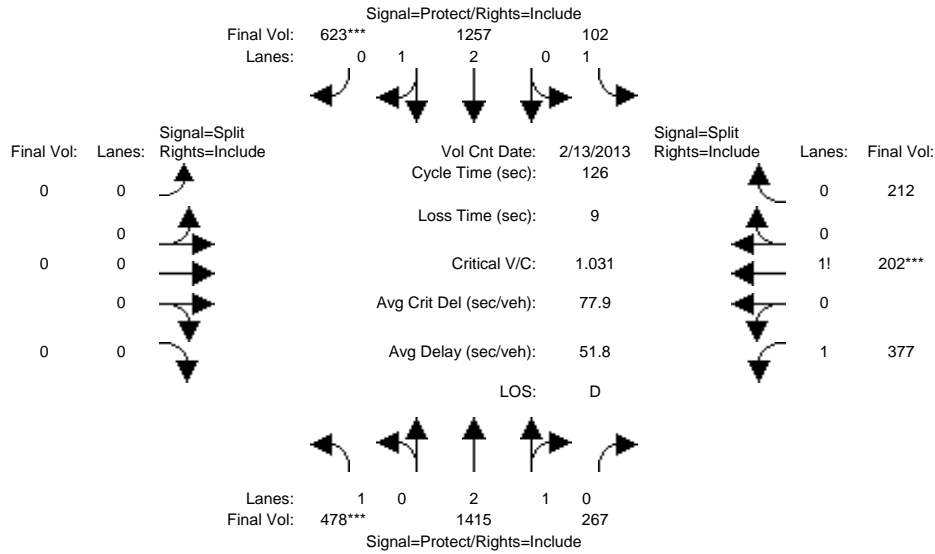 Signal=Protect/Rights=Include
Final Vol: 623*** 1257 102
Lanes: 0 1 2 0 1
Signal=Split
Final Vol: Lanes: Rights=Include
Vol Cnt Date: 2/13/2013
Signal=Split
Rights=Include Lanes: Final Vol:
Cycle Time (sec): 126
0 0
0 212
Loss Time (sec): 9
0
0
0 0
Critical V/C: 1.031
1! 202***
0
Avg Crit Del (sec/veh): 77.9
0
0 0
Avg Delay (sec/veh): 51.8
1 377
LOS: D
Lanes: 1 0 2 1 0
Final Vol: 478*** 1415 267
Signal=Protect/Rights=Include